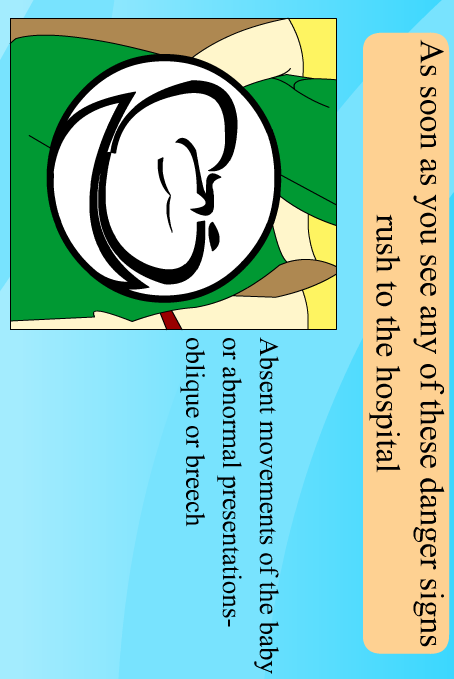 As soon as you see any of these danger signs
rush to the hospital
Absent movements of the baby
or abnormal presentations-
oblique or breech